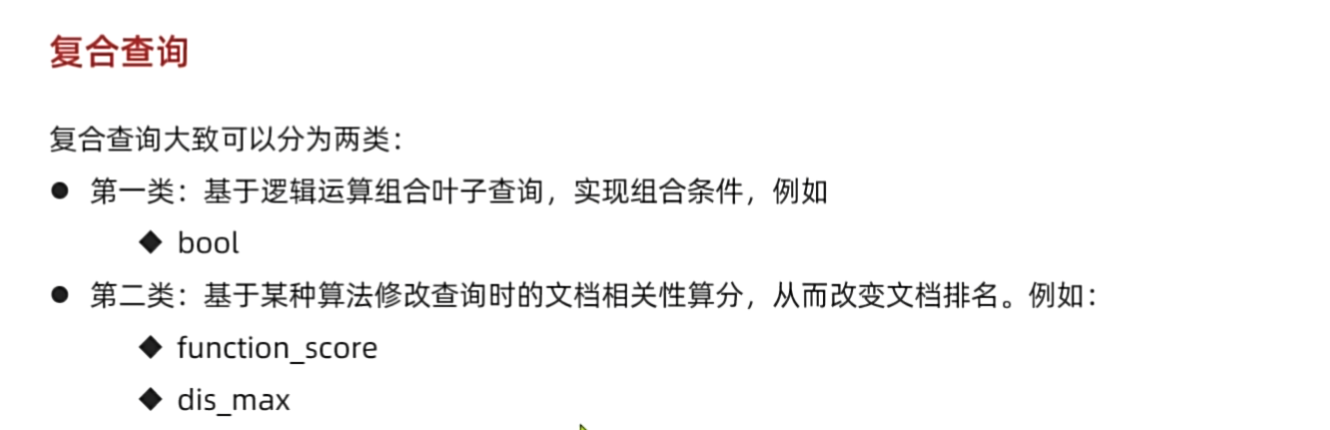 复合查询
复合查询大致可以分为两类：
● 第一类：基于逻辑运算组合叶子查询，实现组合条件，例如
◆ bool
● 第二类：基于某种算法修改查询时的文档相关性算分，从而改变文档排名。例如：
◆ function_score
◆ dis_max